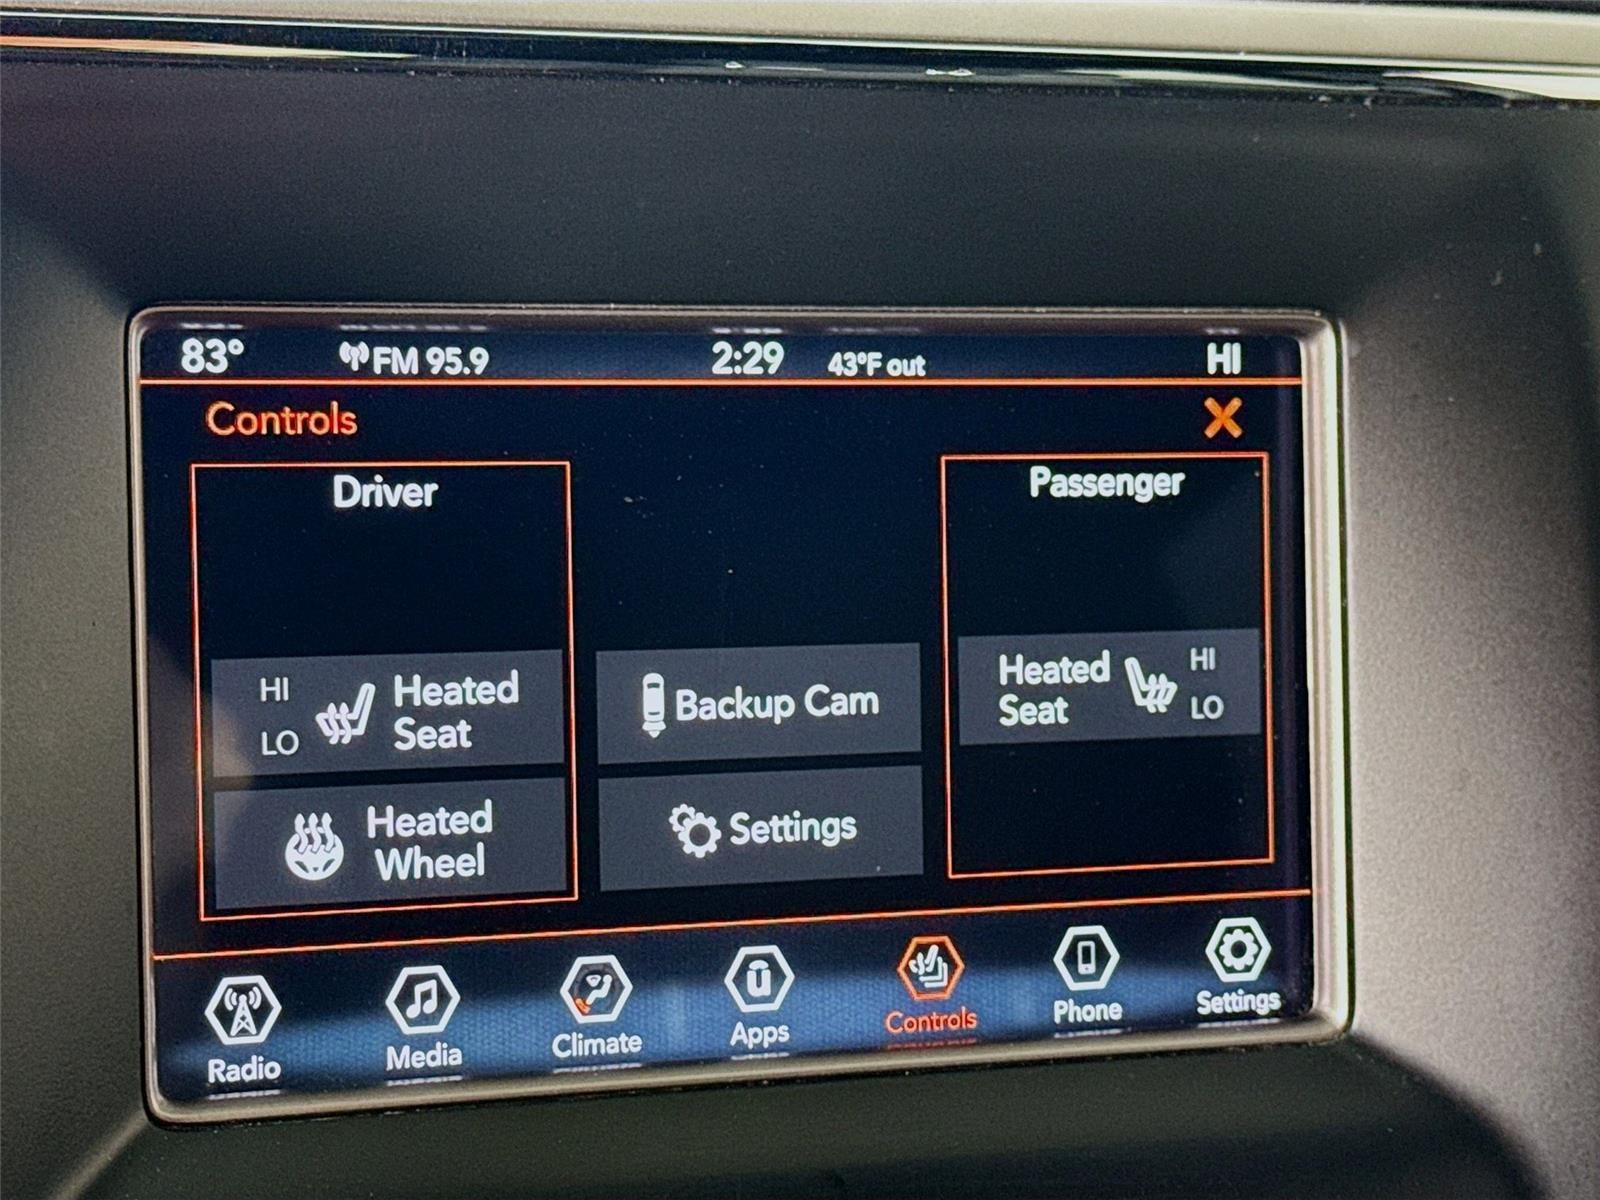 83° FM 95.9 2:29 43°F out HI
Controls
Driver
Passenger
HI
LO
Heated
Seat
Backup Cam
Heated
Seat
HI
LO
Heated
Wheel
Settings
Radio Media Climate Apps Controls Phone Settings